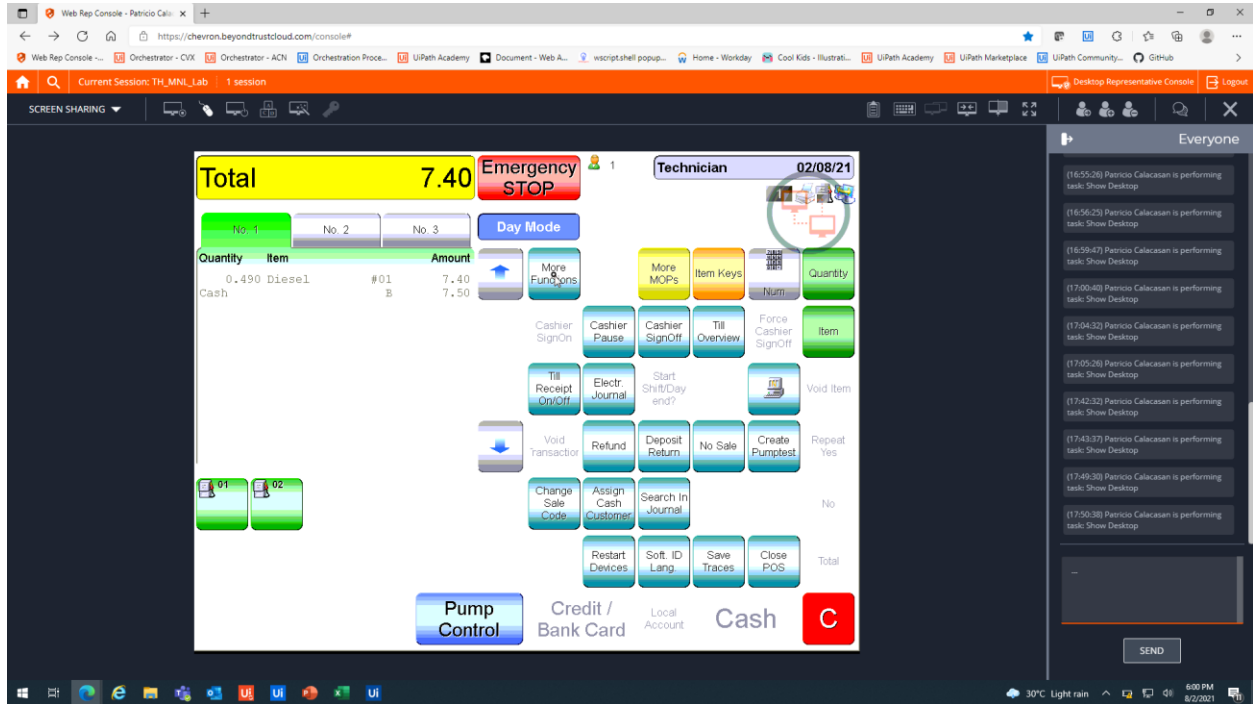 Web Rep Console - Patricio Cala
https://chevron.beyondtrustcloud.com/console#
Web Rep Console -...
Orchestrator - CVX
Orchestrator - ACN
Orchestration Proce...
UiPath Academy
Document - Web A...
wscript.shell popup...
Home - Workday
Cool Kids - Illustrati...
UiPath Academy
UiPath Marketplace
UiPath Community...
GitHub
Current Session: TH_MNL_Lab
1 session
Desktop Representative Console
Logout
SCREEN SHARING
Total 7.40
Emergency
STOP
1
Technician 02/08/21
1
No. 1
No. 2
No. 3
Day Mode
Quantity Item Amount
0.490 Diesel #01 7.40
Cash B 7.50
More
Functions
More
MOPs
Item Keys
Num
Quantity
Cashier
SignOn
Cashier
Pause
Cashier
SignOff
Till
Overview
Force
Cashier
SignOff
Item
Till
Receipt
On/Off
Electr.
Journal
Start
Shift/Day
end?
Void Item
Void
Transaction
Refund
Deposit
Return
No Sale
Create
Pumptest
Repeat
Yes
01
02
Change
Sale
Code
Assign
Cash
Customer
Search In
Journal
No
Restart
Devices
Soft. ID
Lang.
Save
Traces
Close
POS
Total
Pump
Control
Credit /
Bank Card
Local
Account
Cash
C
Everyone
(16:55:26) Patricio Calacasan is performing
task: Show Desktop
(16:56:25) Patricio Calacasan is performing
task: Show Desktop
(16:59:47) Patricio Calacasan is performing
task: Show Desktop
(17:00:40) Patricio Calacasan is performing
task: Show Desktop
(17:04:32) Patricio Calacasan is performing
task: Show Desktop
(17:05:26) Patricio Calacasan is performing
task: Show Desktop
(17:42:32) Patricio Calacasan is performing
task: Show Desktop
(17:43:37) Patricio Calacasan is performing
task: Show Desktop
(17:49:30) Patricio Calacasan is performing
task: Show Desktop
(17:50:38) Patricio Calacasan is performing
task: Show Desktop
SEND
30°C Light rain
6:00 PM
8/2/2021